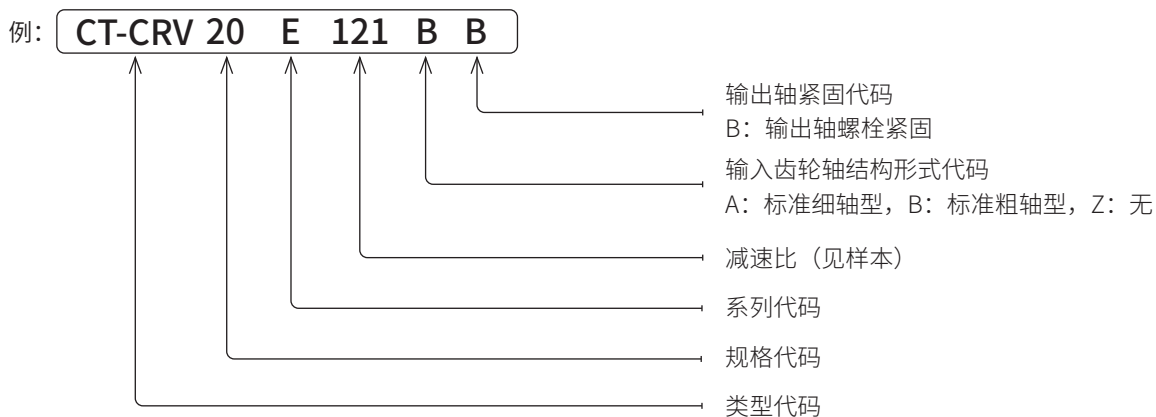 例：CT-CRV 20 E 121 B B
输出轴紧固代码
B：输出轴螺栓紧固
输入齿轮轴结构形式代码
A：标准细轴型，B：标准粗轴型，Z：无
减速比（见样本）
系列代码
规格代码
类型代码